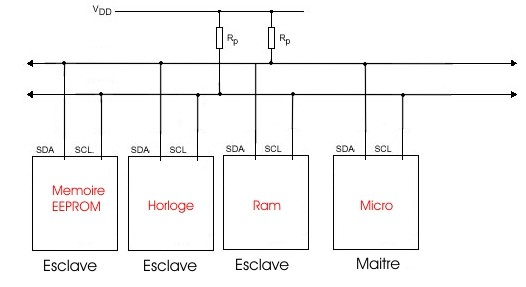 VDD
Rp Rp
SDA SCL. SDA SCL SDA SCL SDA SCL
Memoire
EEPROM Horloge Ram Micro
Esclave Esclave Esclave Maitre